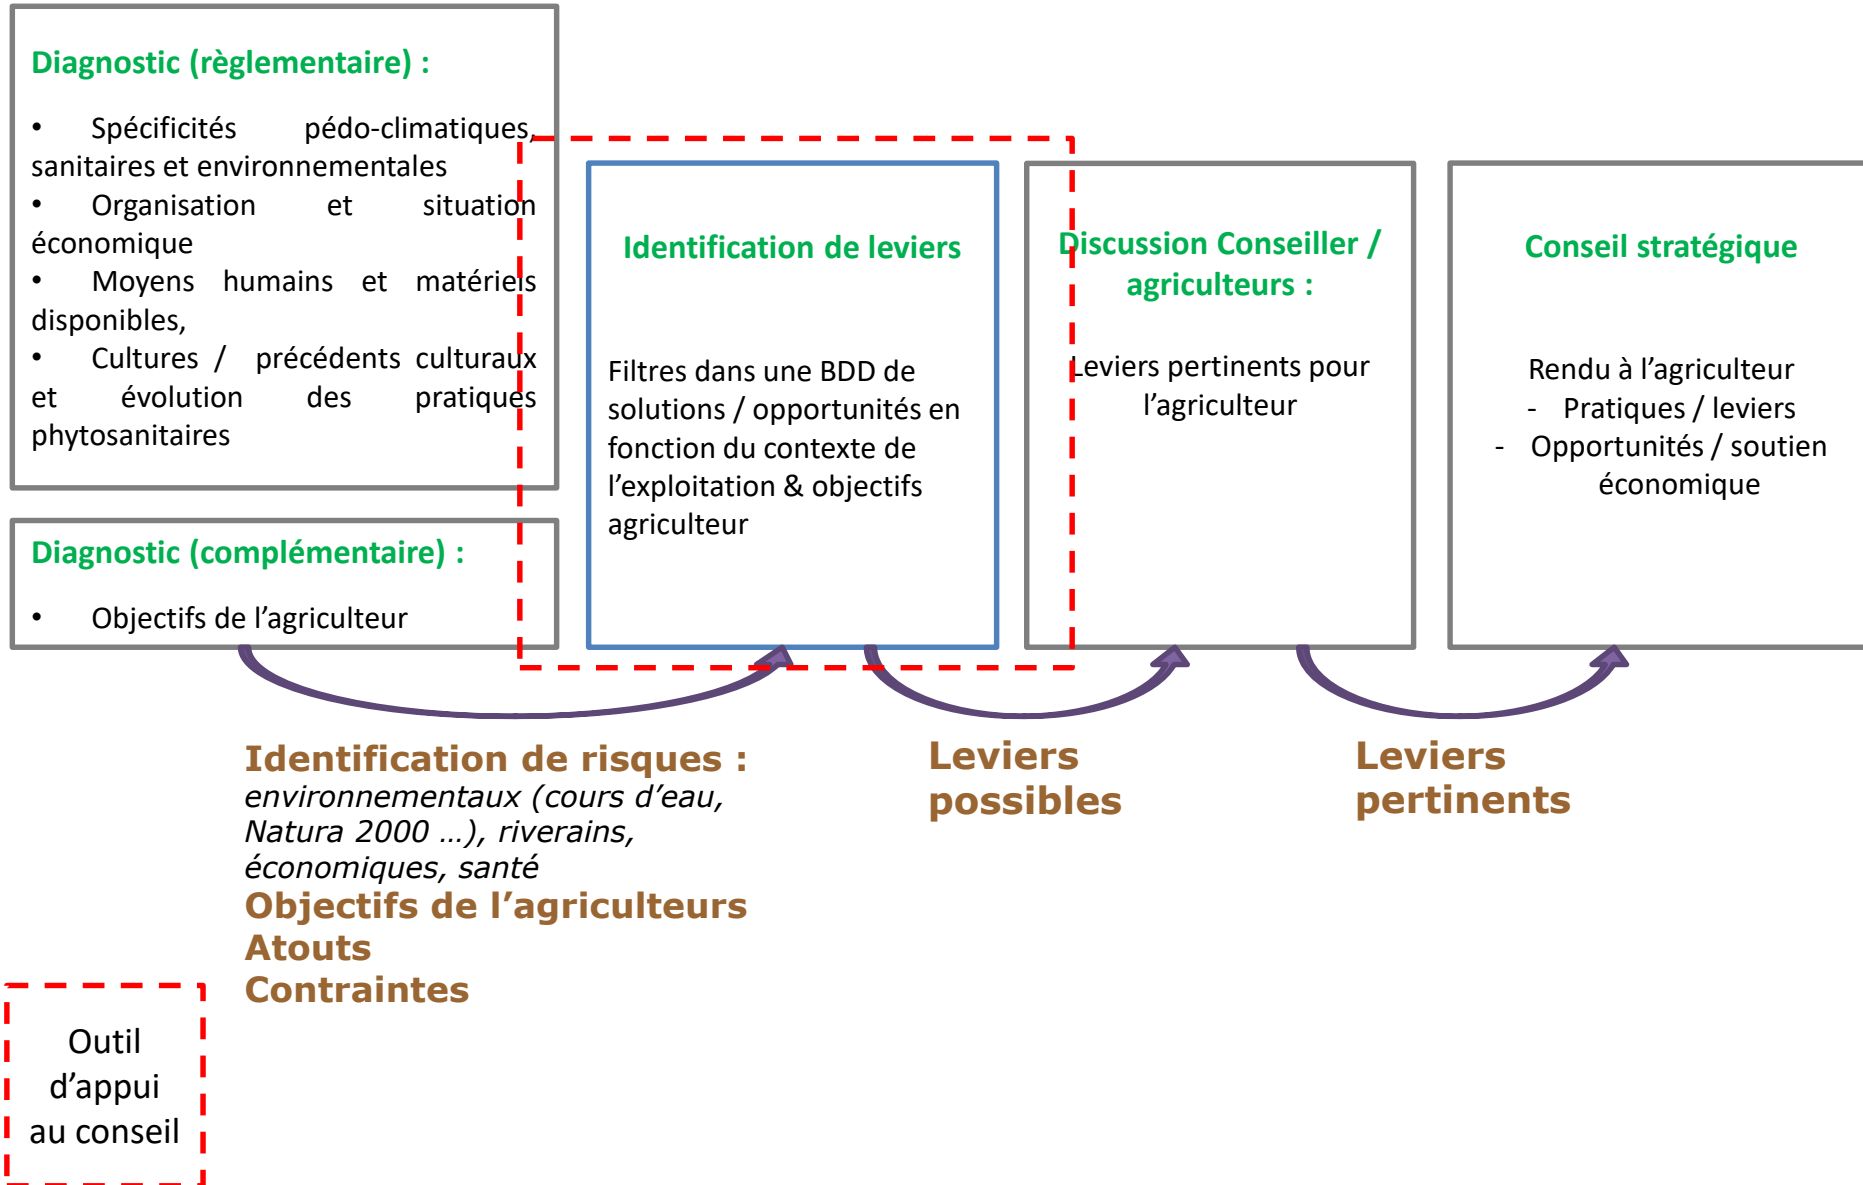 Diagnostic (règlementaire) :
• Spécificités pédo-climatiques,
sanitaires et environnementales
• Organisation et situation
économique
• Moyens humains et matériels
disponibles,
• Cultures / précédents culturaux
et évolution des pratiques
phytosanitaires
Diagnostic (complémentaire) :
• Objectifs de l’agriculteur
Identification de leviers
Filtres dans une BDD de
solutions / opportunités en
fonction du contexte de
l’exploitation & objectifs
agriculteur
Discussion Conseiller /
agriculteurs :
Leviers pertinents pour
l’agriculteur
Conseil stratégique
Rendu à l’agriculteur
- Pratiques / leviers
- Opportunités / soutien
économique
Identification de risques :
environnementaux (cours d’eau,
Natura 2000 …), riverains,
économiques, santé
Objectifs de l’agriculteurs
Atouts
Contraintes
Leviers
possibles
Leviers
pertinents
Outil
d’appui
au conseil